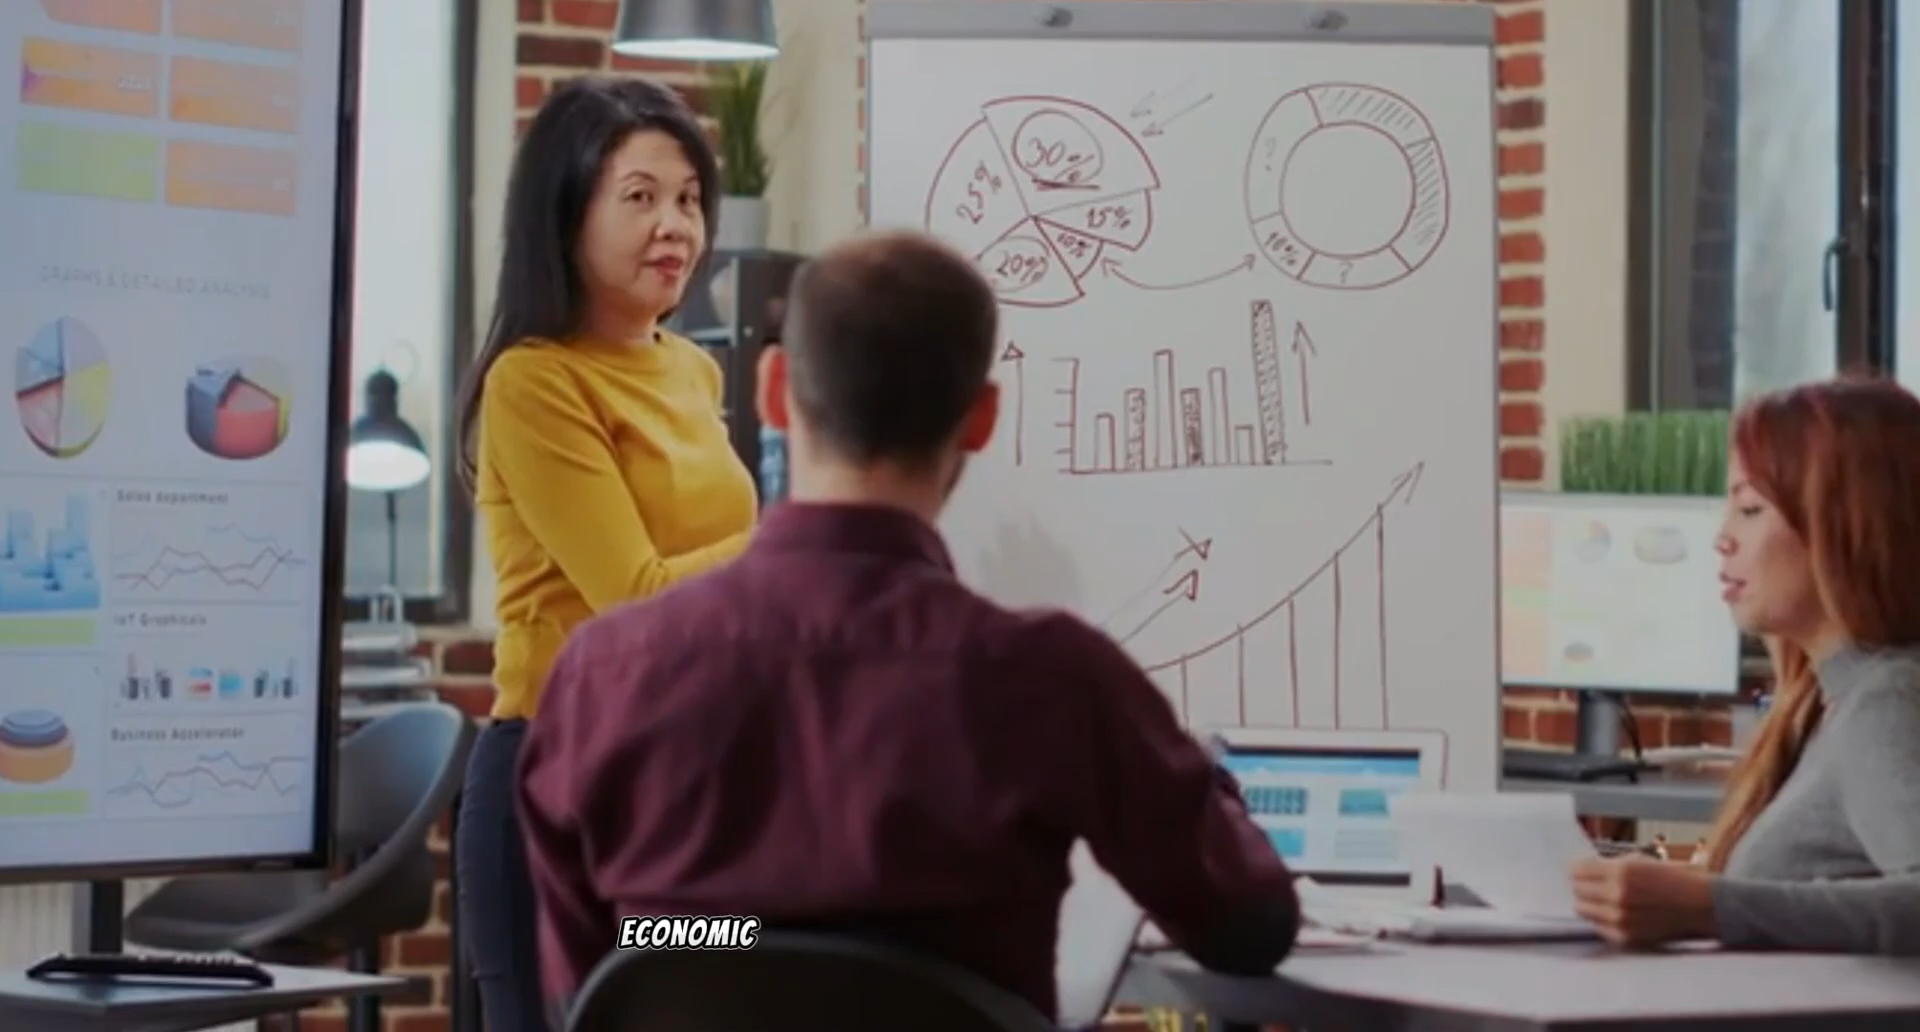 GRAPHS & DETAILED ANALYSIS
Sales department
IoT Graphicals
Business Accelerator
30%
25%
15%
10%
20%
10%
?
?
ECONOMIC